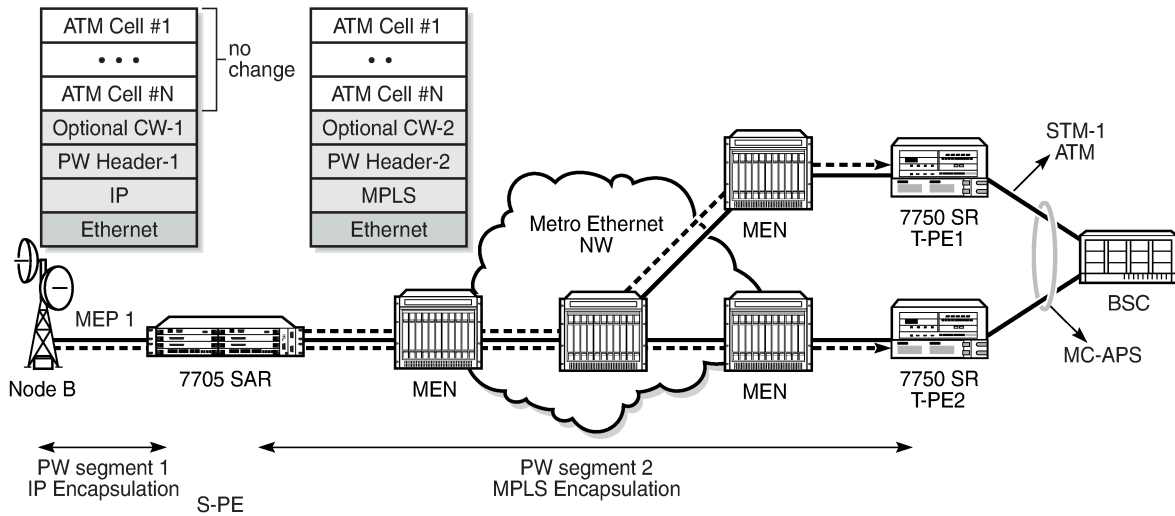 ATM Cell #1
• • •
ATM Cell #N
Optional CW-1
PW Header-1
IP
Ethernet
no
change
ATM Cell #1
• •
ATM Cell #N
Optional CW-2
PW Header-2
MPLS
Ethernet
Metro Ethernet
NW
MEN
7750 SR
T-PE1
STM-1
ATM
BSC
MC-APS
Node B
MEP 1
7705 SAR
MEN
MEN
7750 SR
T-PE2
PW segment 1
IP Encapsulation
S-PE
PW segment 2
MPLS Encapsulation